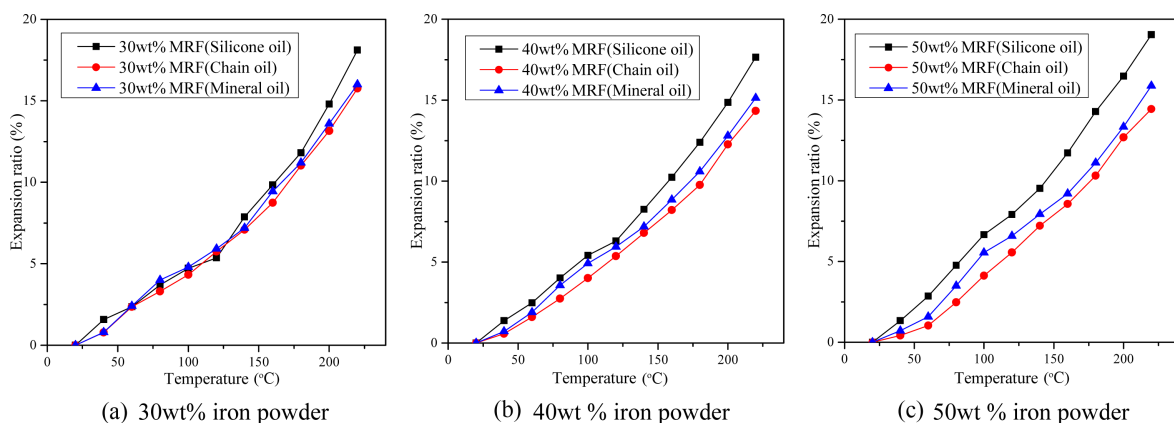 20
15
10
5
0
Expansion ratio (%)
30wt% MRF(Silicone oil)
30wt% MRF(Chain oil)
30wt% MRF(Mineral oil)
0 50 100 150 200
Temperature (°C)
(a) 30wt% iron powder
20
15
10
5
0
Expansion ratio (%)
40wt% MRF(Silicone oil)
40wt% MRF(Chain oil)
40wt% MRF(Mineral oil)
0 50 100 150 200
Temperature (°C)
(b) 40wt % iron powder
20
15
10
5
0
Expansion ratio (%)
50wt% MRF(Silicone oil)
50wt% MRF(Chain oil)
50wt% MRF(Mineral oil)
0 50 100 150 200
Temperature (°C)
(c) 50wt % iron powder